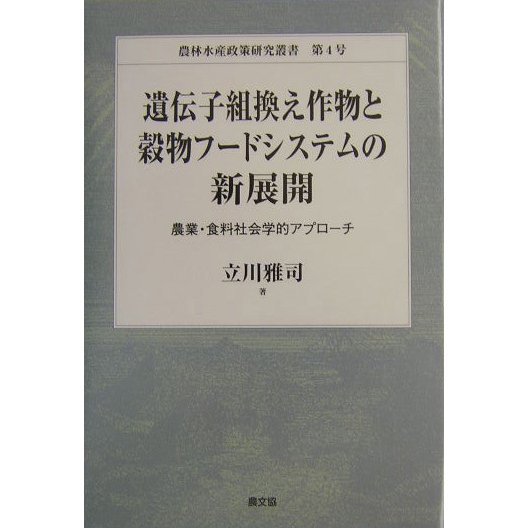 農林水産政策研究叢書 第4号
遺伝子組換え作物と
穀物フードシステムの
新展開
農業・食料社会学的アプローチ
立川雅司
著
農文協